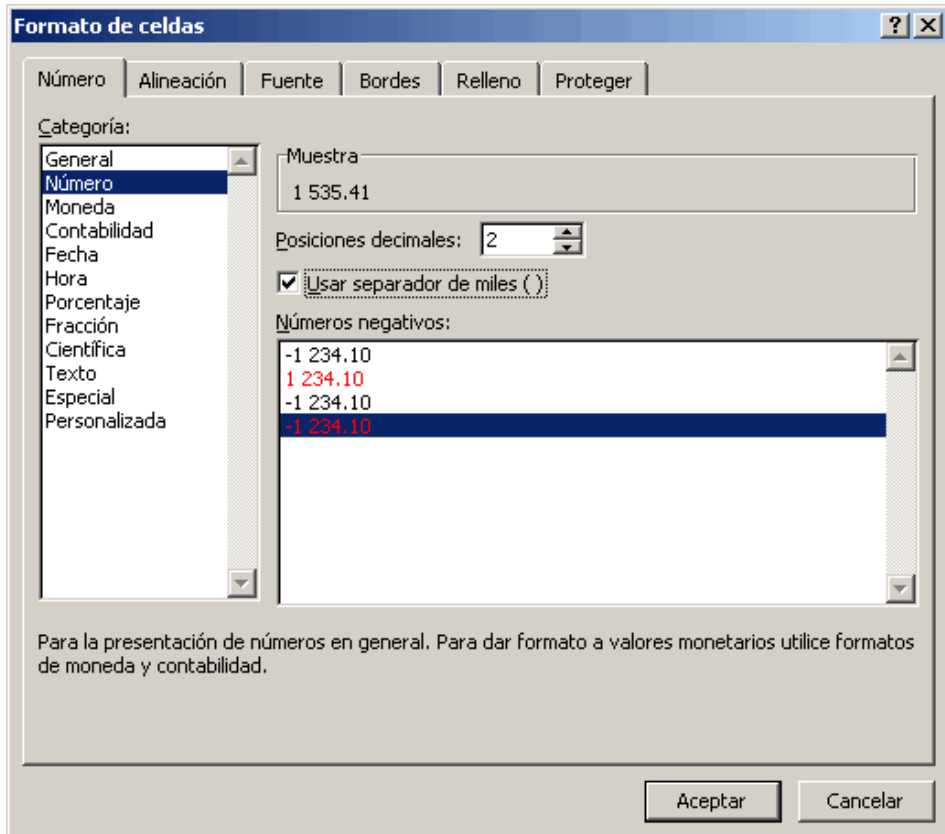 Formato de celdas
Número Alineación Fuente Bordes Relleno Proteger
Categoría:
General
Número
Moneda
Contabilidad
Fecha
Hora
Porcentaje
Fracción
Científica
Texto
Especial
Personalizada
Muestra
1 535.41
Posiciones decimales: 2
Usar separador de miles ( )
Números negativos:
-1 234.10
1 234.10
-1 234.10
-1 234.10
Para la presentación de números en general. Para dar formato a valores monetarios utilice formatos
de moneda y contabilidad.
Aceptar Cancelar